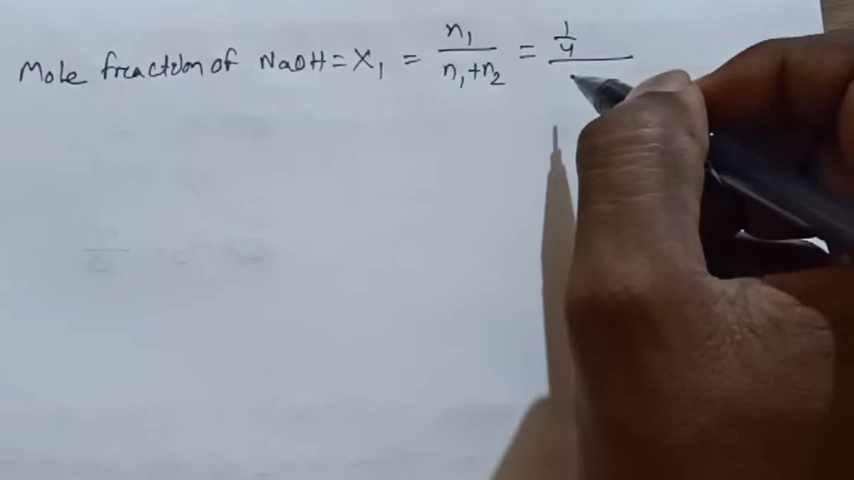 Mole fraction of NaOH = X₁ = n₁/(n₁+n₂) = (1/4)/